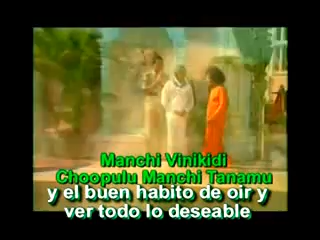 Manchi Vinikidi
Choopulu Manchi Tanamu
y el buen habito de oir y
ver todo lo deseable